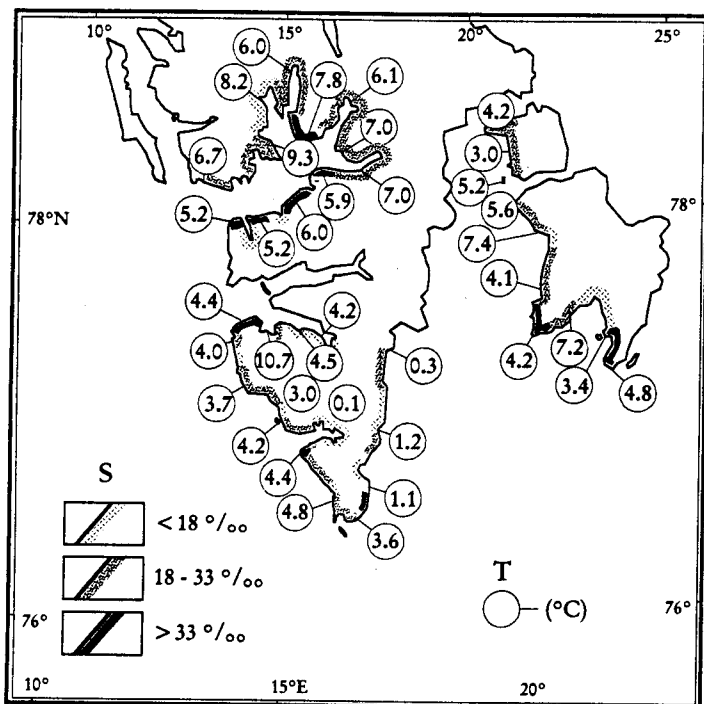 10° 15° 20° 25°
6.0
8.2 7.8 6.1
4.2
7.0
6.7 9.3 3.0
5.2
5.9 7.0
78°N 5.2 5.2 6.0 5.6 78°
7.4
4.1
4.4 4.2
4.0 10.7 4.5 0.3 4.2 7.2 3.4 4.8
3.7 3.0 0.1
4.2 1.2
S 4.4
4.8 1.1
< 18 °/oo 3.6
18 - 33 °/oo T
(°C)
76° > 33 °/oo 76°
10° 15°E 20°